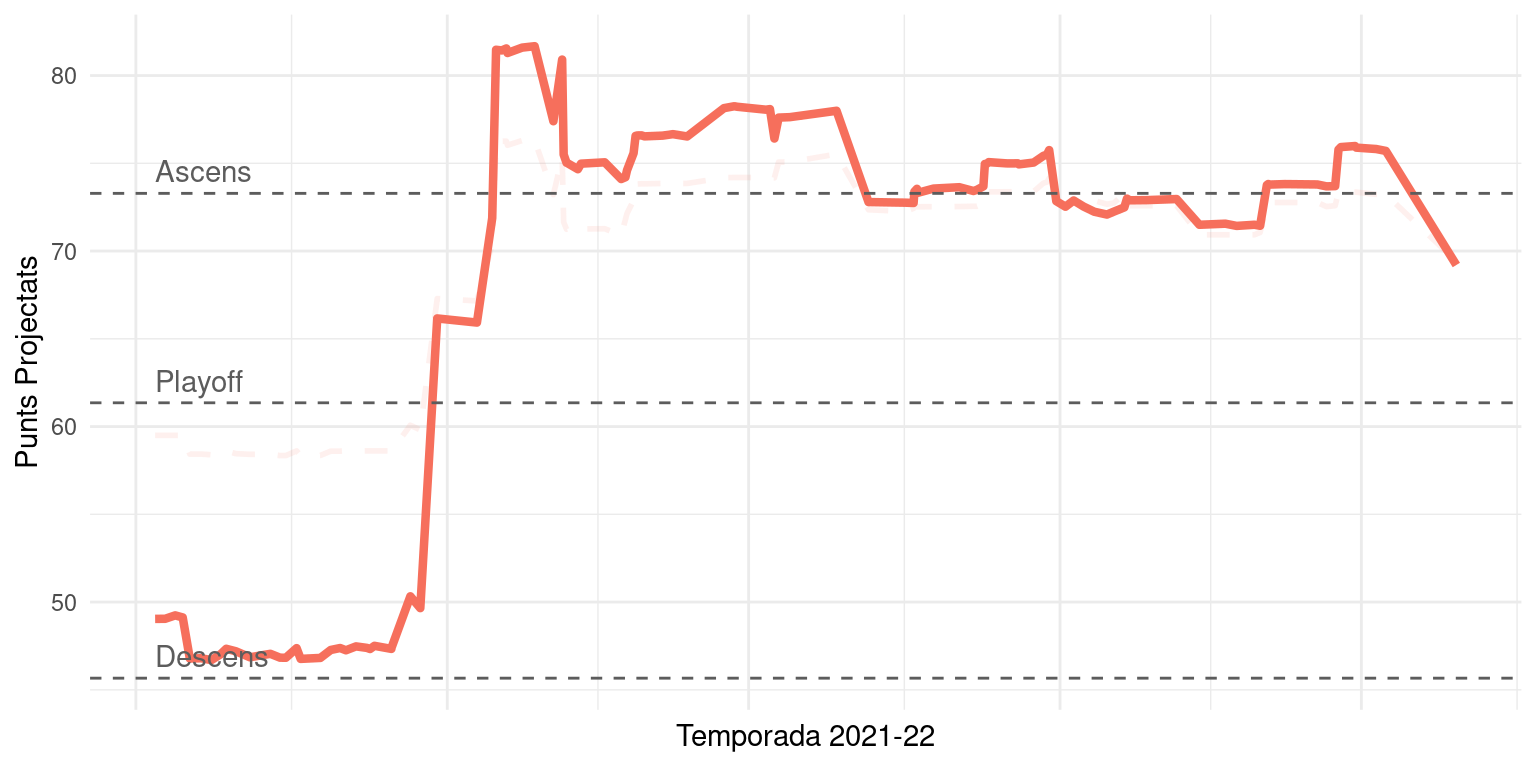 80
Ascens
70
Playoff
60
50
Descens
Punts Projectats
Temporada 2021-22